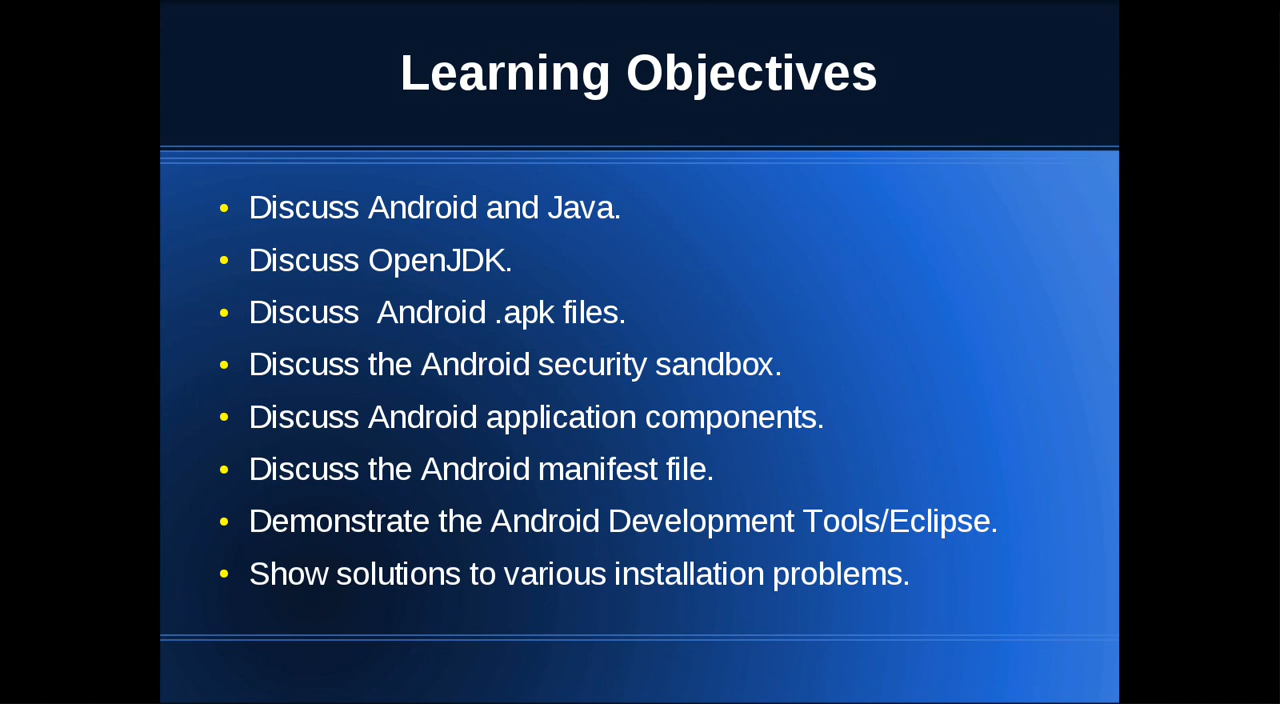 Learning Objectives
• Discuss Android and Java.
• Discuss OpenJDK.
• Discuss  Android .apk files.
• Discuss the Android security sandbox.
• Discuss Android application components.
• Discuss the Android manifest file.
• Demonstrate the Android Development Tools/Eclipse.
• Show solutions to various installation problems.